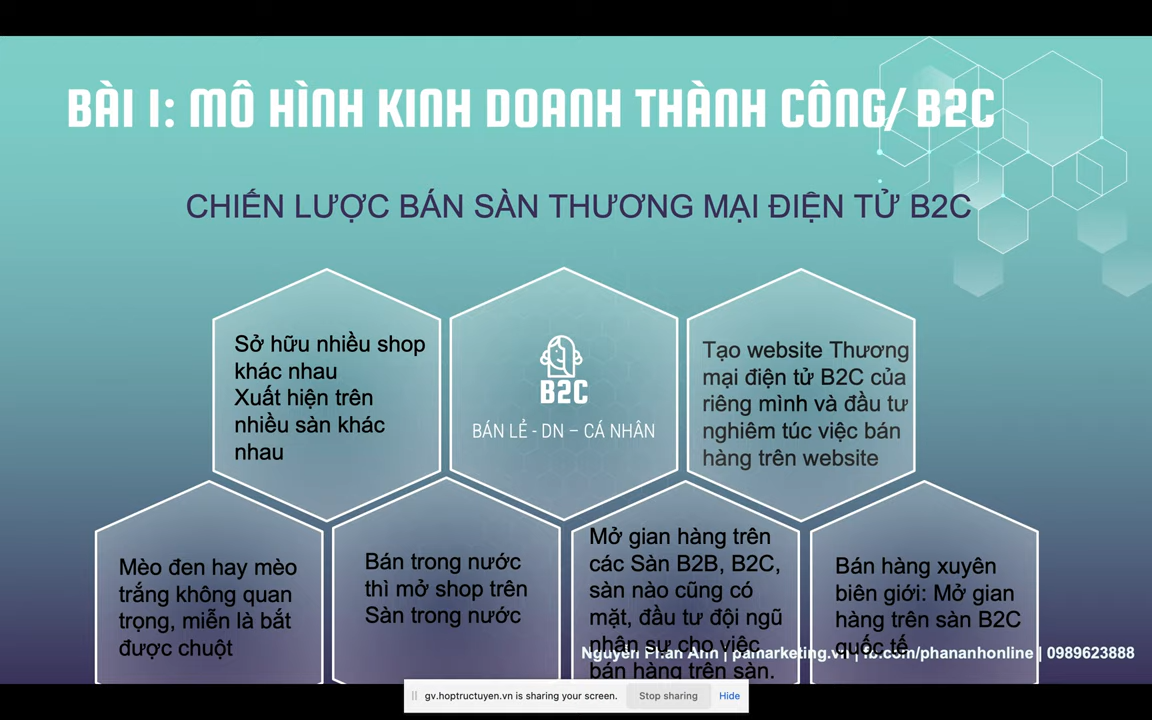 BÀI 1: MÔ HÌNH KINH DOANH THÀNH CÔNG/ B2C
CHIẾN LƯỢC BÁN SÀN THƯƠNG MẠI ĐIỆN TỬ B2C
Sở hữu nhiều shop
khác nhau
Xuất hiện trên
nhiều sàn khác
nhau
B2C
BÁN LẺ - DN – CÁ NHÂN
Tạo website Thương
mại điện tử B2C của
riêng mình và đầu tư
nghiêm túc việc bán
hàng trên website
Mèo đen hay mèo
trắng không quan
trọng, miễn là bắt
được chuột
Bán trong nước
thì mở shop trên
Sàn trong nước
Mở gian hàng trên
các Sàn B2B, B2C,
sàn nào cũng có
mặt, đầu tư đội ngũ
nhân sự cho việc
bán hàng trên sàn.
Bán hàng xuyên
biên giới: Mở gian
hàng trên sàn B2C
quốc tế
Nguyễn Phan Anh | pamarketing.vn | fb.com/phananhonline | 0989623888
gv.hoptructuyen.vn is sharing your screen.
Stop sharing
Hide